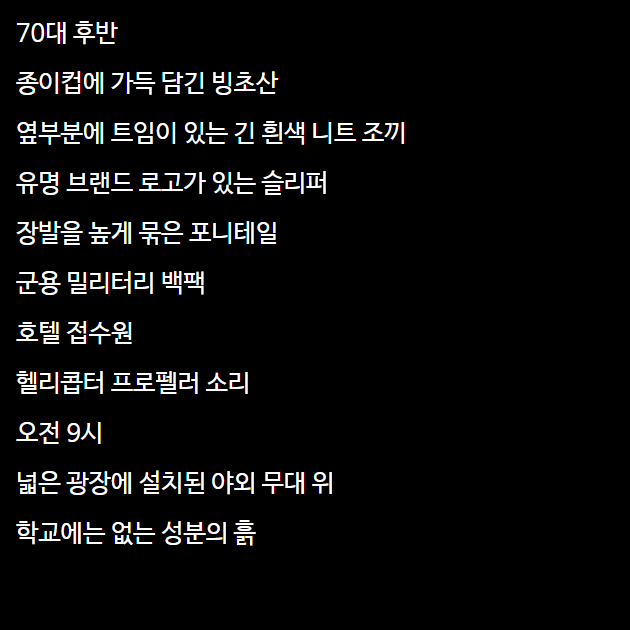 70대 후반
종이컵에 가득 담긴 빙초산
옆부분에 트임이 있는 긴 흰색 니트 조끼
유명 브랜드 로고가 있는 슬리퍼
장발을 높게 묶은 포니테일
군용 밀리터리 백팩
호텔 접수원
헬리콥터 프로펠러 소리
오전 9시
넓은 광장에 설치된 야외 무대 위
학교에는 없는 성분의 흙